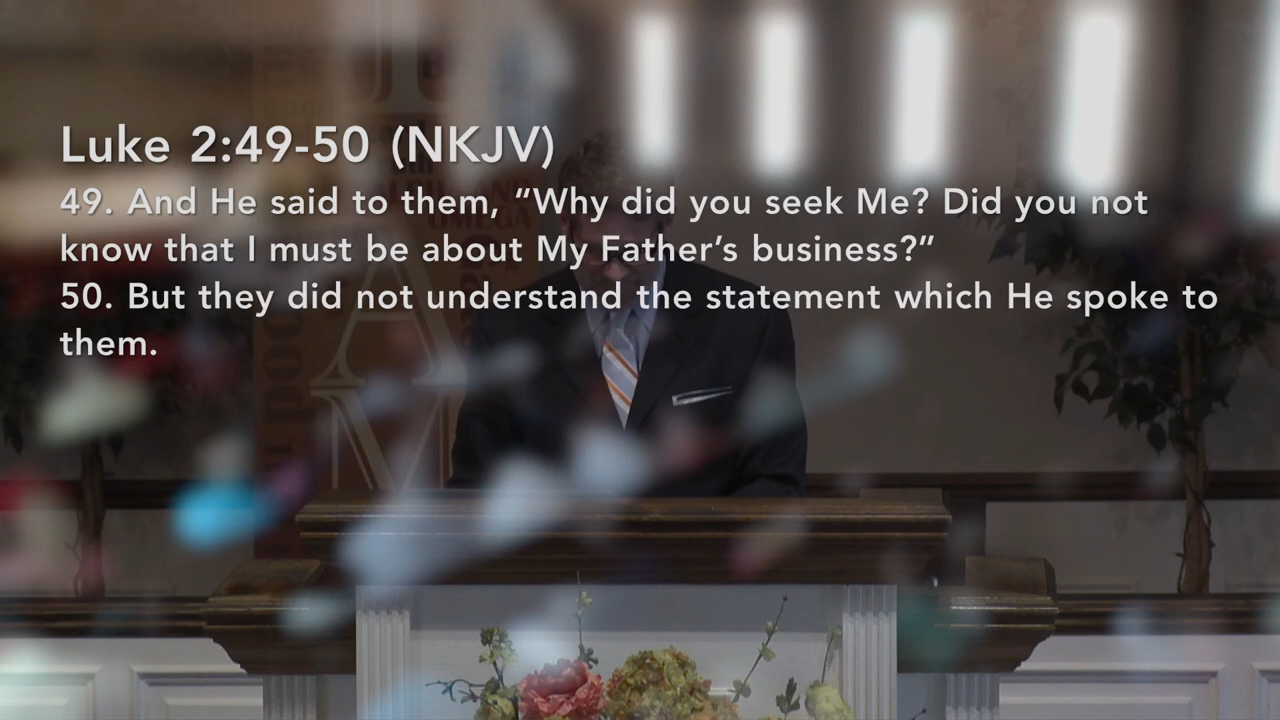 Luke 2:49-50 (NKJV)
49. And He said to them, “Why did you seek Me? Did you not
know that I must be about My Father’s business?”
50. But they did not understand the statement which He spoke to
them.